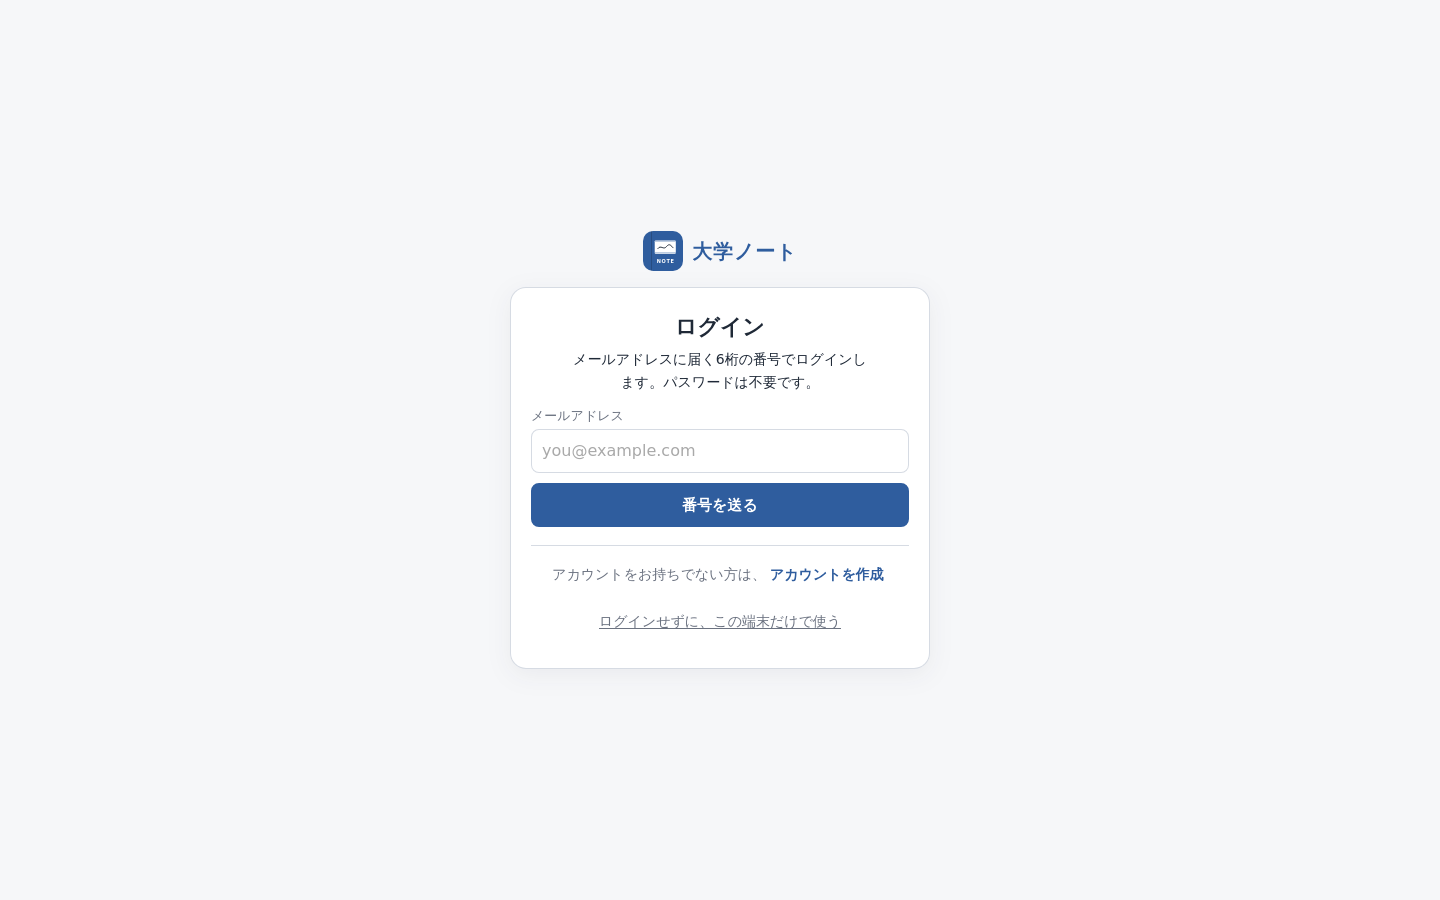 NOTE
大学ノート
ログイン
メールアドレスに届く6桁の番号でログインし
ます。パスワードは不要です。
メールアドレス
you@example.com
番号を送る
アカウントをお持ちでない方は、 アカウントを作成
ログインせずに、この端末だけで使う